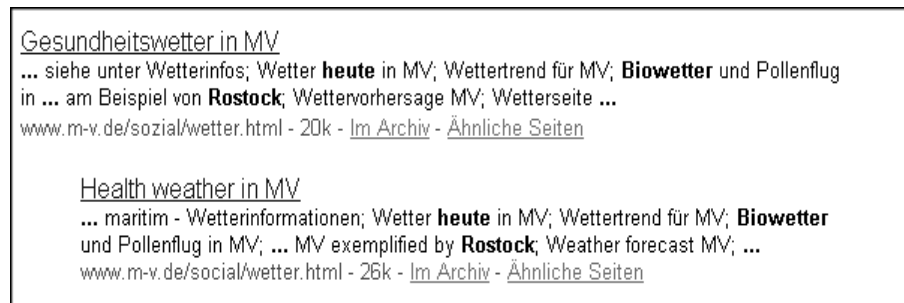 Gesundheitswetter in MV
... siehe unter Wetterinfos; Wetter heute in MV; Wettertrend für MV; Biowetter und Pollenflug
in ... am Beispiel von Rostock; Wettervorhersage MV; Wetterseite ...
www.m-v.de/sozial/wetter.html - 20k - Im Archiv - Ähnliche Seiten
Health weather in MV
... maritim - Wetterinformationen; Wetter heute in MV; Wettertrend für MV; Biowetter
und Pollenflug in MV; ... MV exemplified by Rostock; Weather forecast MV; ...
www.m-v.de/social/wetter.html - 26k - Im Archiv - Ähnliche Seiten